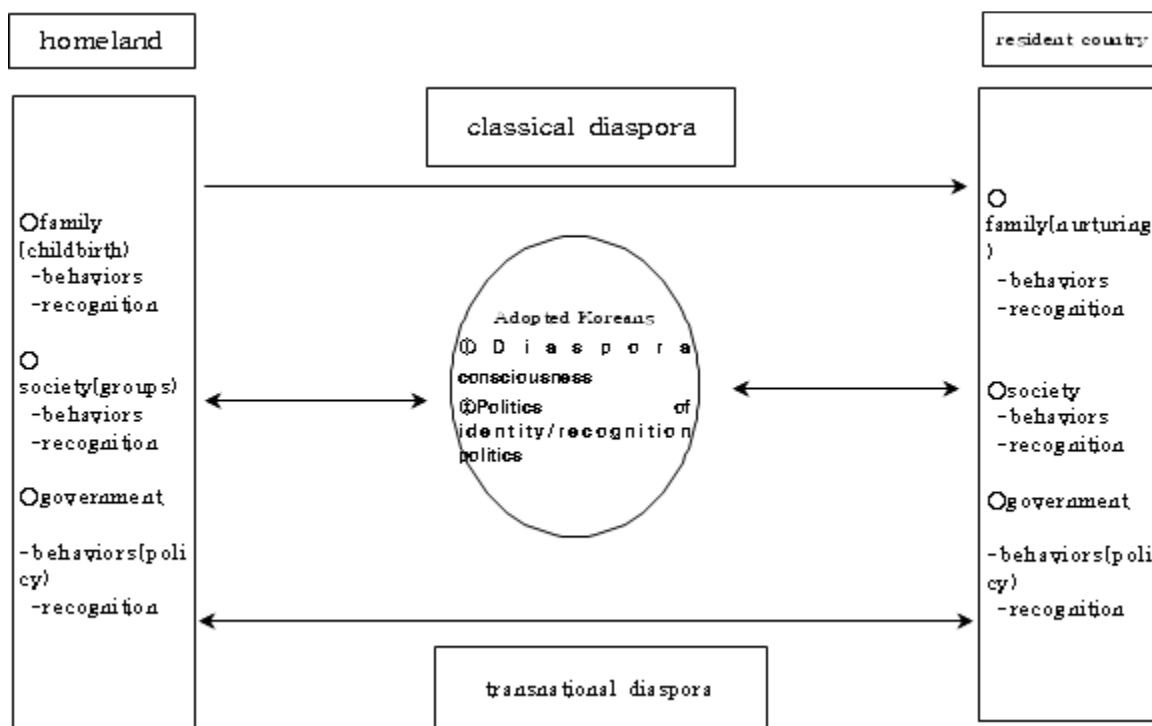 homeland
resident country
classical diaspora
○family
(childbirth)
-behaviors
-recognition
○
society(groups)
-behaviors
-recognition
○government
-behaviors(poli
cy)
-recognition
Adopted Koreans
① D i a s p o r a
consciousness
②Politics of
identity/recognition
politics
○
family(nurturing
)
-behaviors
-recognition
○society
-behaviors
-recognition
○government
-behaviors(poli
cy)
-recognition
transnational diaspora